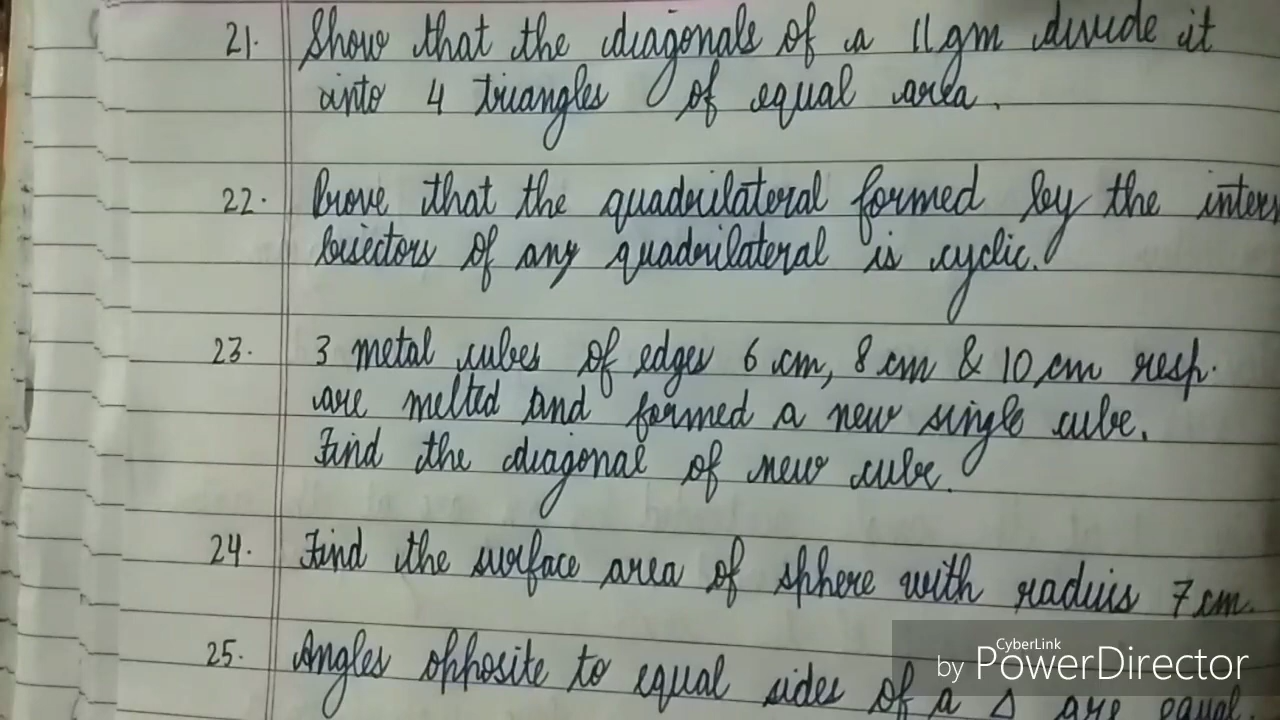 21. Show that the diagonals of a ||gm divide it
into 4 triangles of equal area.
22. Prove that the quadrilateral formed by the inter
bisectors of any quadrilateral is cyclic.
23. 3 metal cubes of edges 6 cm, 8 cm & 10 cm resp.
are melted and formed a new single cube.
Find the diagonal of new cube.
24. Find the surface area of sphere with radius 7 cm.
25. Angles opposite to equal sides of a Δ are equal.
CyberLink
by PowerDirector